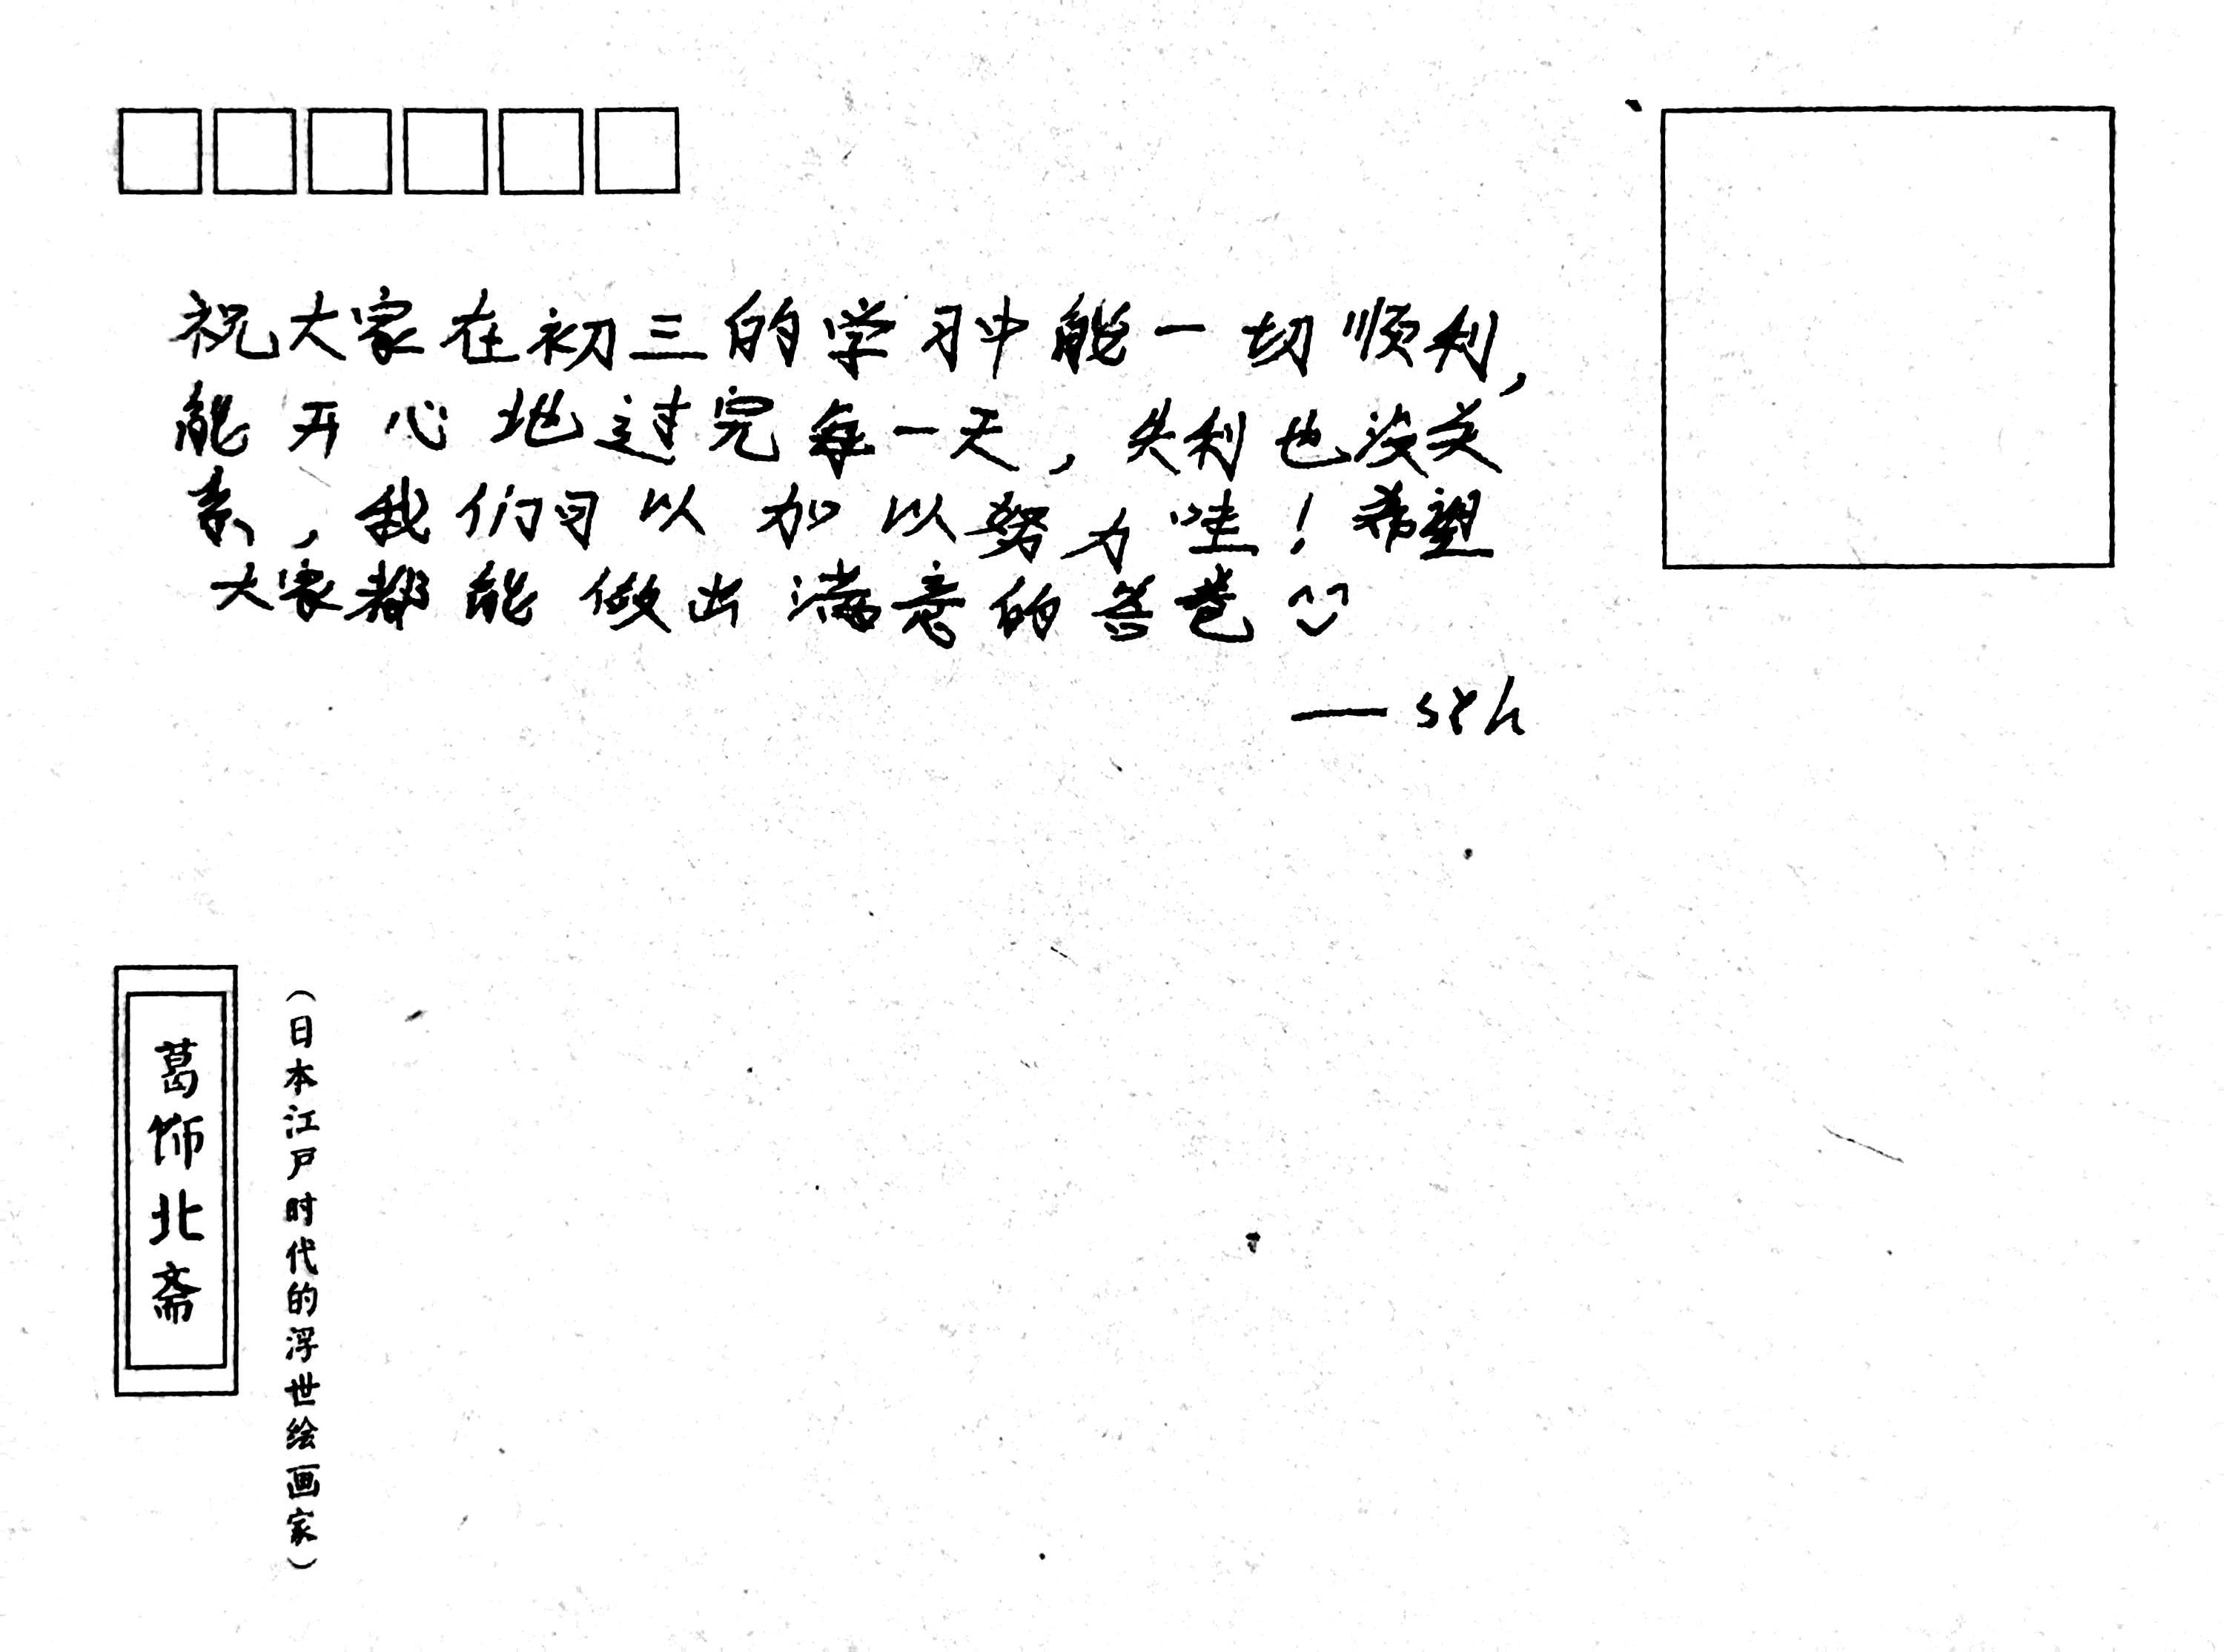 祝大家在初三的学习中能一切顺利,
能开心地过完每一天,失利也没关
系,我们可以加以努力哇!希望
大家都能做出满意的答卷
葛饰北斋
(日本江户时代的浮世绘画家)